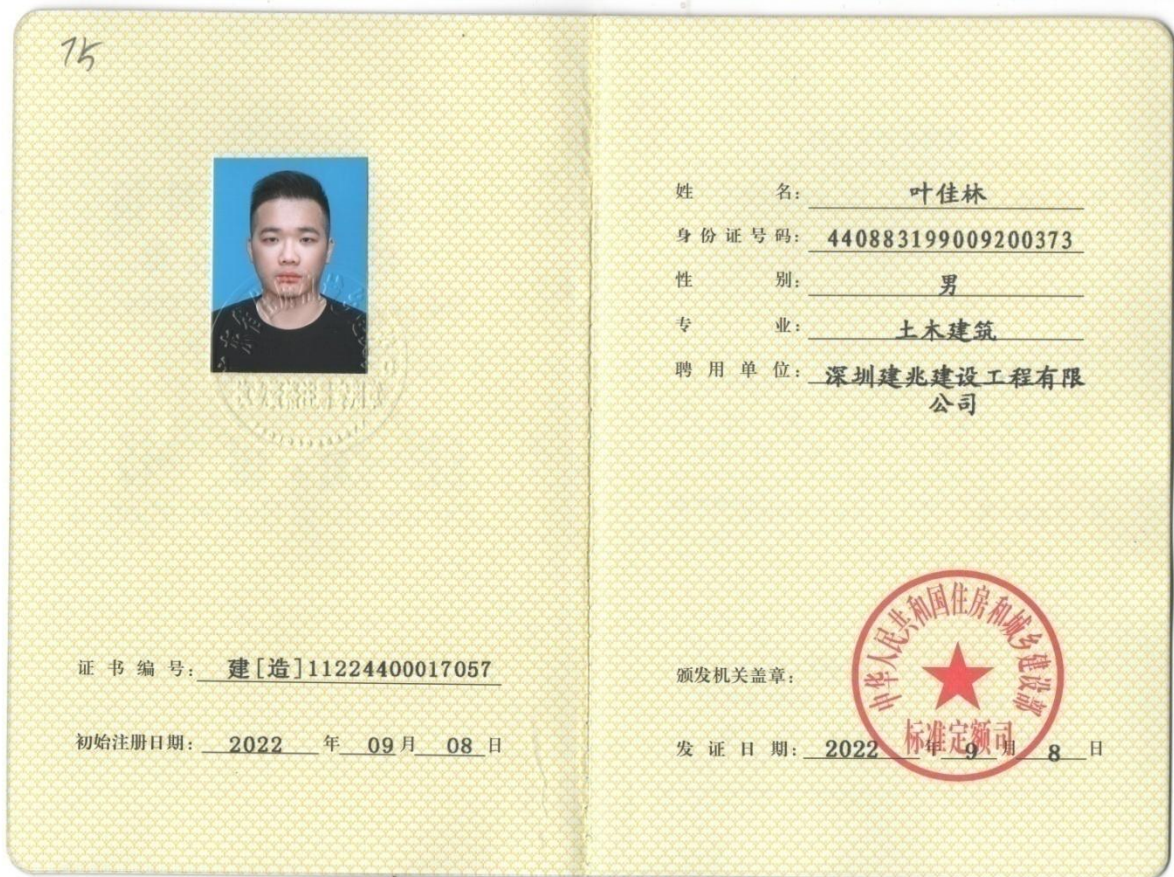 15
证书编号：建[造]11224400017057
初始注册日期：2022年09月08日
姓名：叶佳林
身份证号码：440883199009200373
性别：男
专业：土木建筑
聘用单位：深圳建兆建设工程有限
公司
颁发机关盖章：
中华人民共和国住房和城乡建设部
标准定额司
发证日期：2022年9月8日